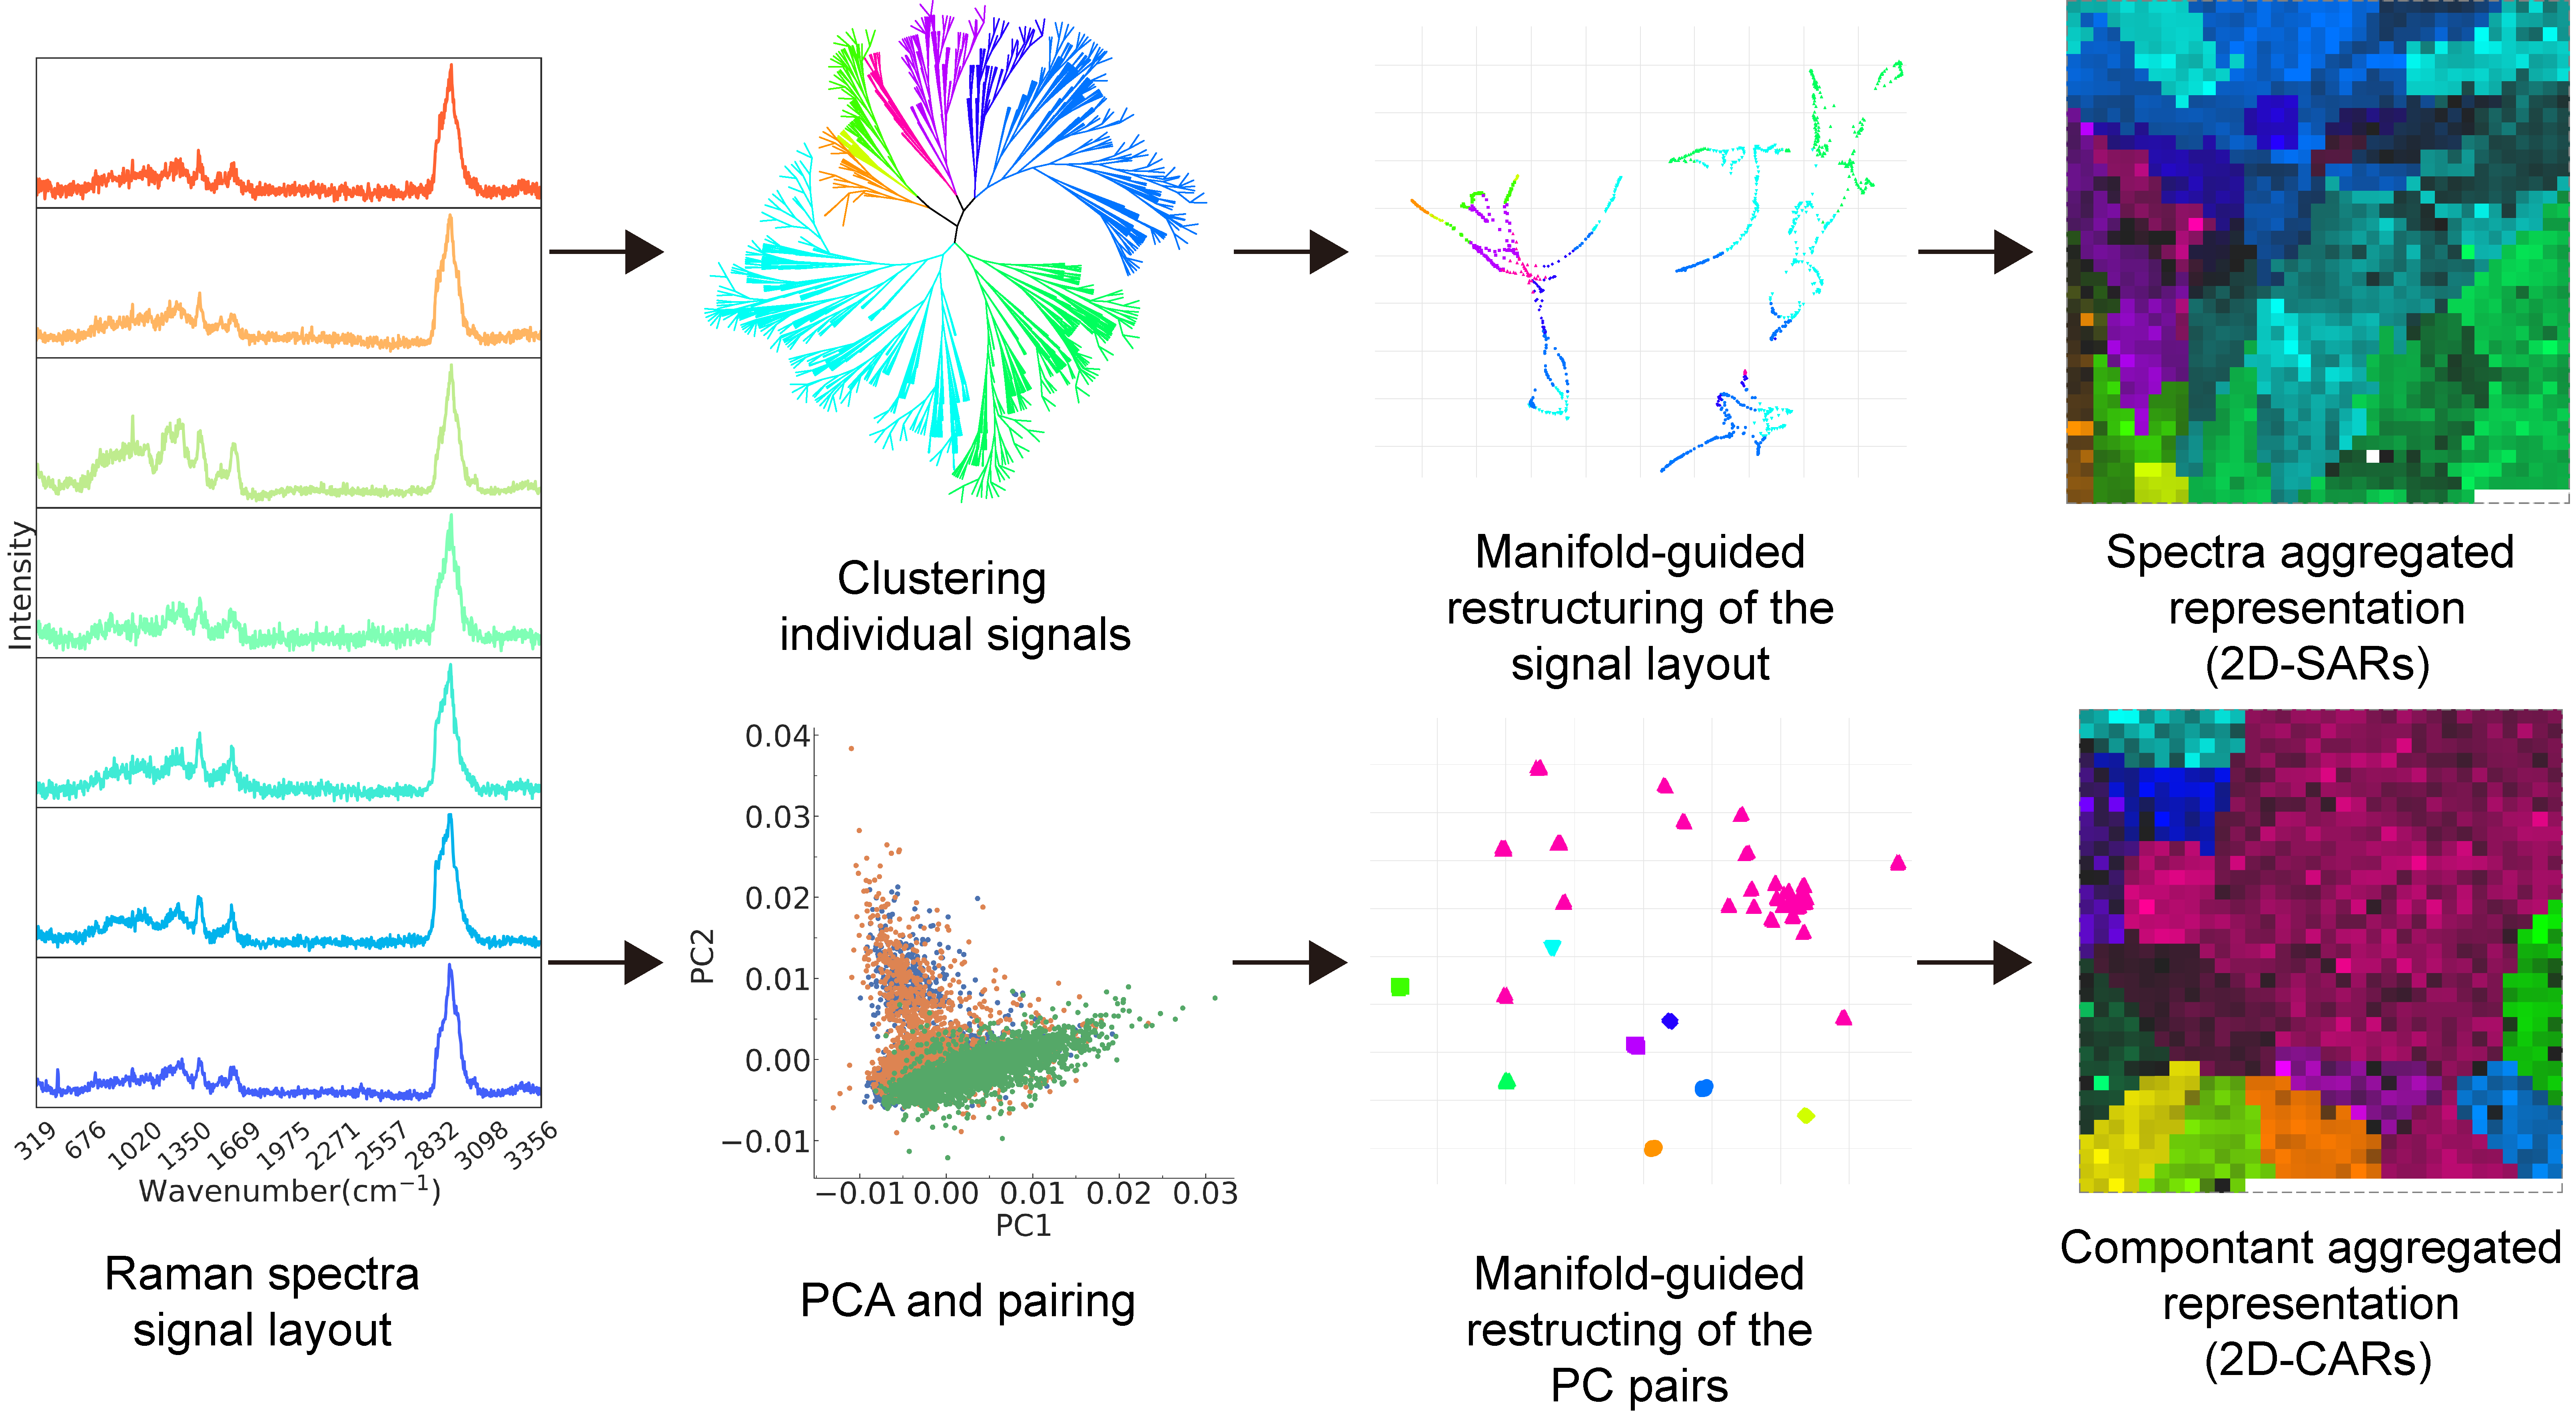 Intensity
319 676 1020 1350 1669 1975 2271 2557 2832 3098 3356
Wavenumber(cm⁻¹)
Raman spectra
signal layout
Clustering
individual signals
Manifold-guided
restructuring of the
signal layout
Spectra aggregated
representation
(2D-SARs)
0.04
0.03
0.02
0.01
0.00
−0.01
PC2
−0.01 0.00 0.01 0.02 0.03
PC1
PCA and pairing
Manifold-guided
restructing of the
PC pairs
Compontant aggregated
representation
(2D-CARs)